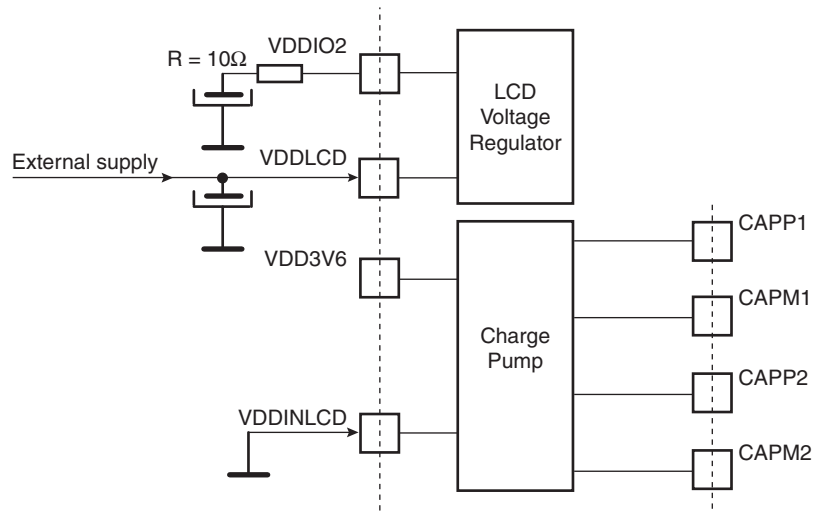 VDDIO2
R = 10Ω
LCD
Voltage
Regulator
External supply
VDDLCD
VDD3V6
Charge
Pump
VDDINLCD
CAPP1
CAPM1
CAPP2
CAPM2